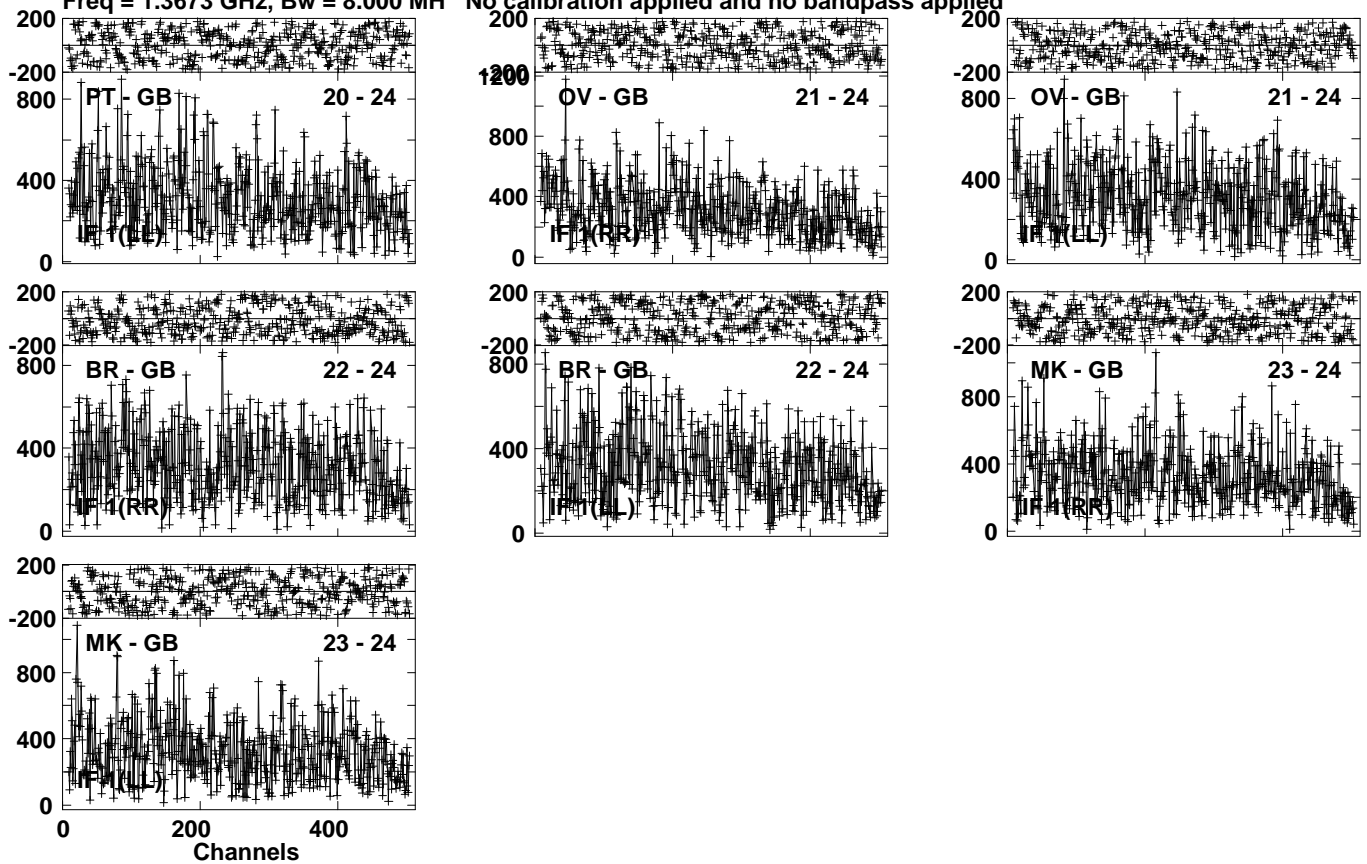 Freq = 1.3673 GHz, Bw = 8.000 MH No calibration applied and no bandpass applied
200 200 200
-200 -200 -200
1200
PT - GB 20 - 24 OV - GB 21 - 24 OV - GB 21 - 24
800 800 800
400 400 400
IF 1(LL) IF 1(RR) IF 1(LL)
0 0 0
200 200 200
-200 -200 -200
BR - GB 22 - 24 BR - GB 22 - 24 MK - GB 23 - 24
800 800 800
400 400 400
IF 1(RR) IF 1(LL) IF 1(RR)
0 0 0
200
-200
MK - GB 23 - 24
800
400
IF 1(LL)
0
0 200 400
Channels